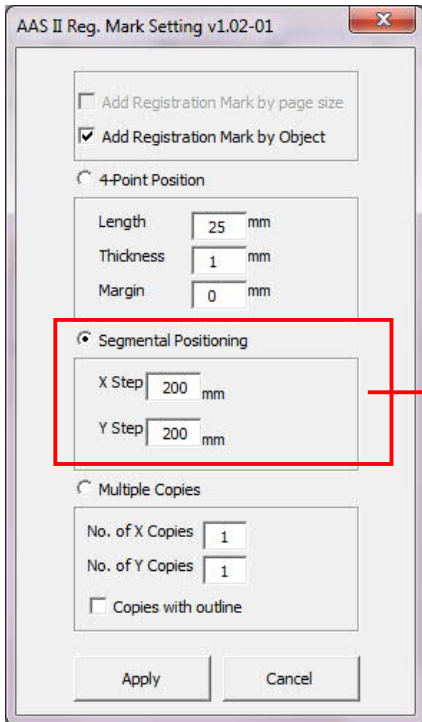 AAS II Reg. Mark Setting v1.02-01
Add Registration Mark by page size
Add Registration Mark by Object
4-Point Position
Length 25 mm
Thickness 1 mm
Margin 0 mm
Segmental Positioning
X Step 200 mm
Y Step 200 mm
Multiple Copies
No. of X Copies 1
No. of Y Copies 1
Copies with outline
Apply Cancel